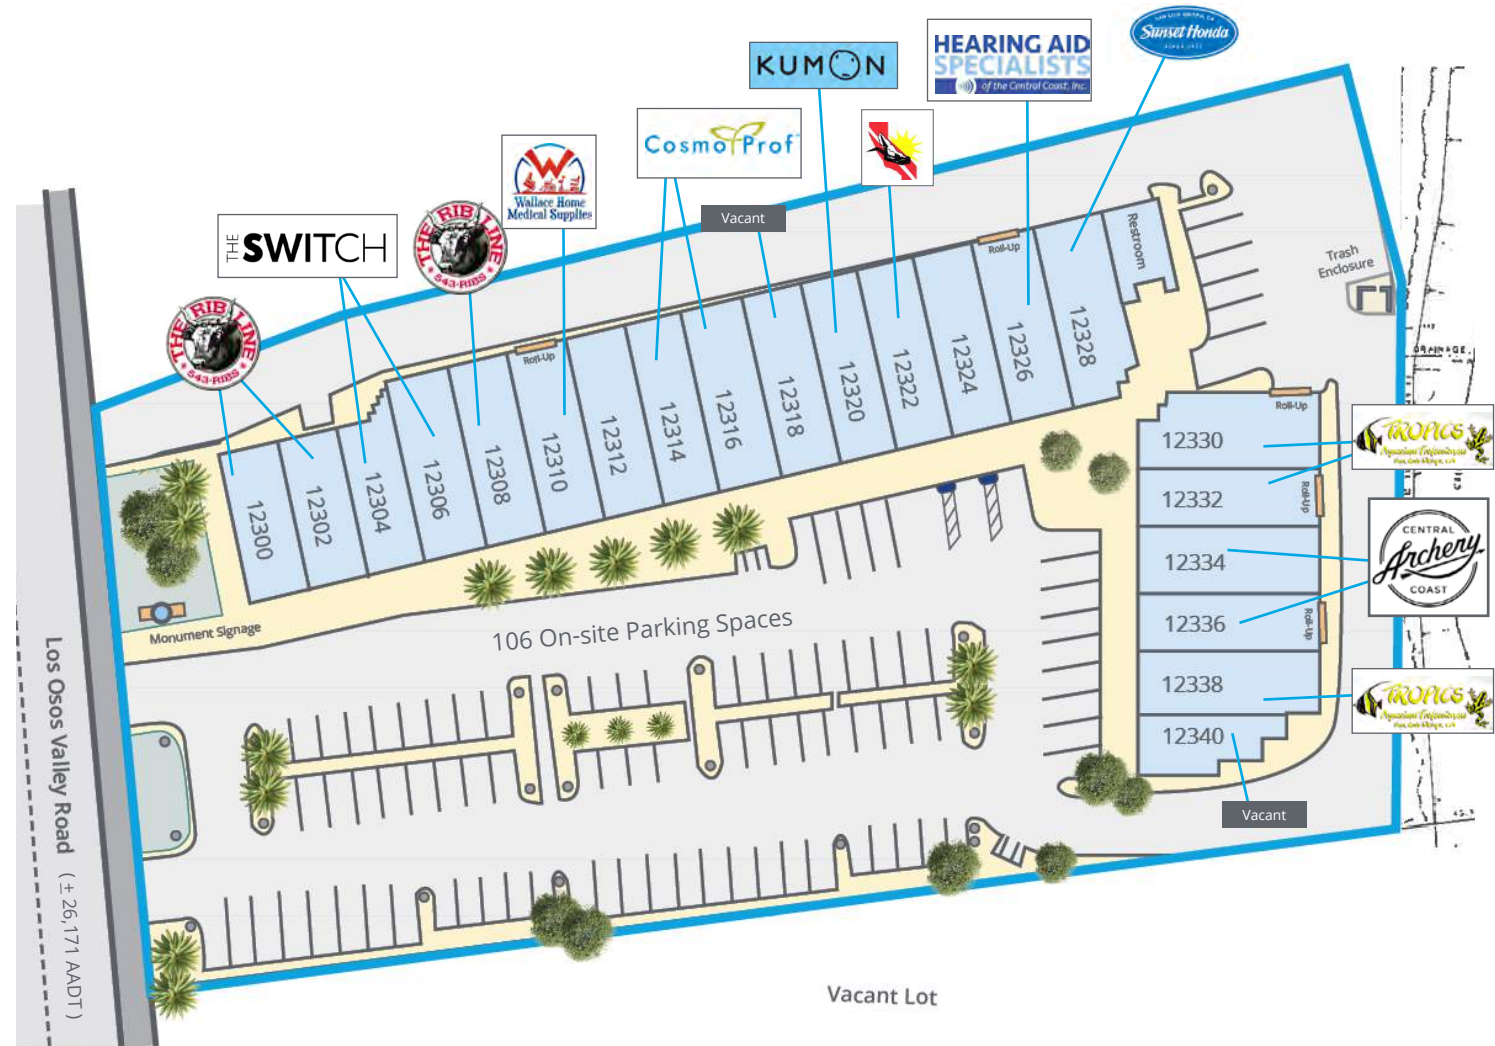 SAN LUIS OBISPO, CA
Sunset Honda
HEARING AID
SPECIALISTS
of the Central Coast, Inc.
KUMON
CosmoProf
Wallace Home
Medical Supplies
Vacant
THE RIB LINE
543-RIBS
THE SWITCH
THE RIB LINE
543-RIBS
Restroom
Roll-Up
Trash
Enclosure
Roll-Up
12300
12302
12304
12306
12308
12310
12312
12314
12316
12318
12320
12322
12324
12326
12328
DRAINAGE
Roll-Up
TROPICS
12330
12332
Roll-Up
CENTRAL
Archery
COAST
12334
12336
Roll-Up
12338
TROPICS
12340
Vacant
Monument Signage
106 On-site Parking Spaces
Los Osos Valley Road (± 26,171 AADT)
Vacant Lot